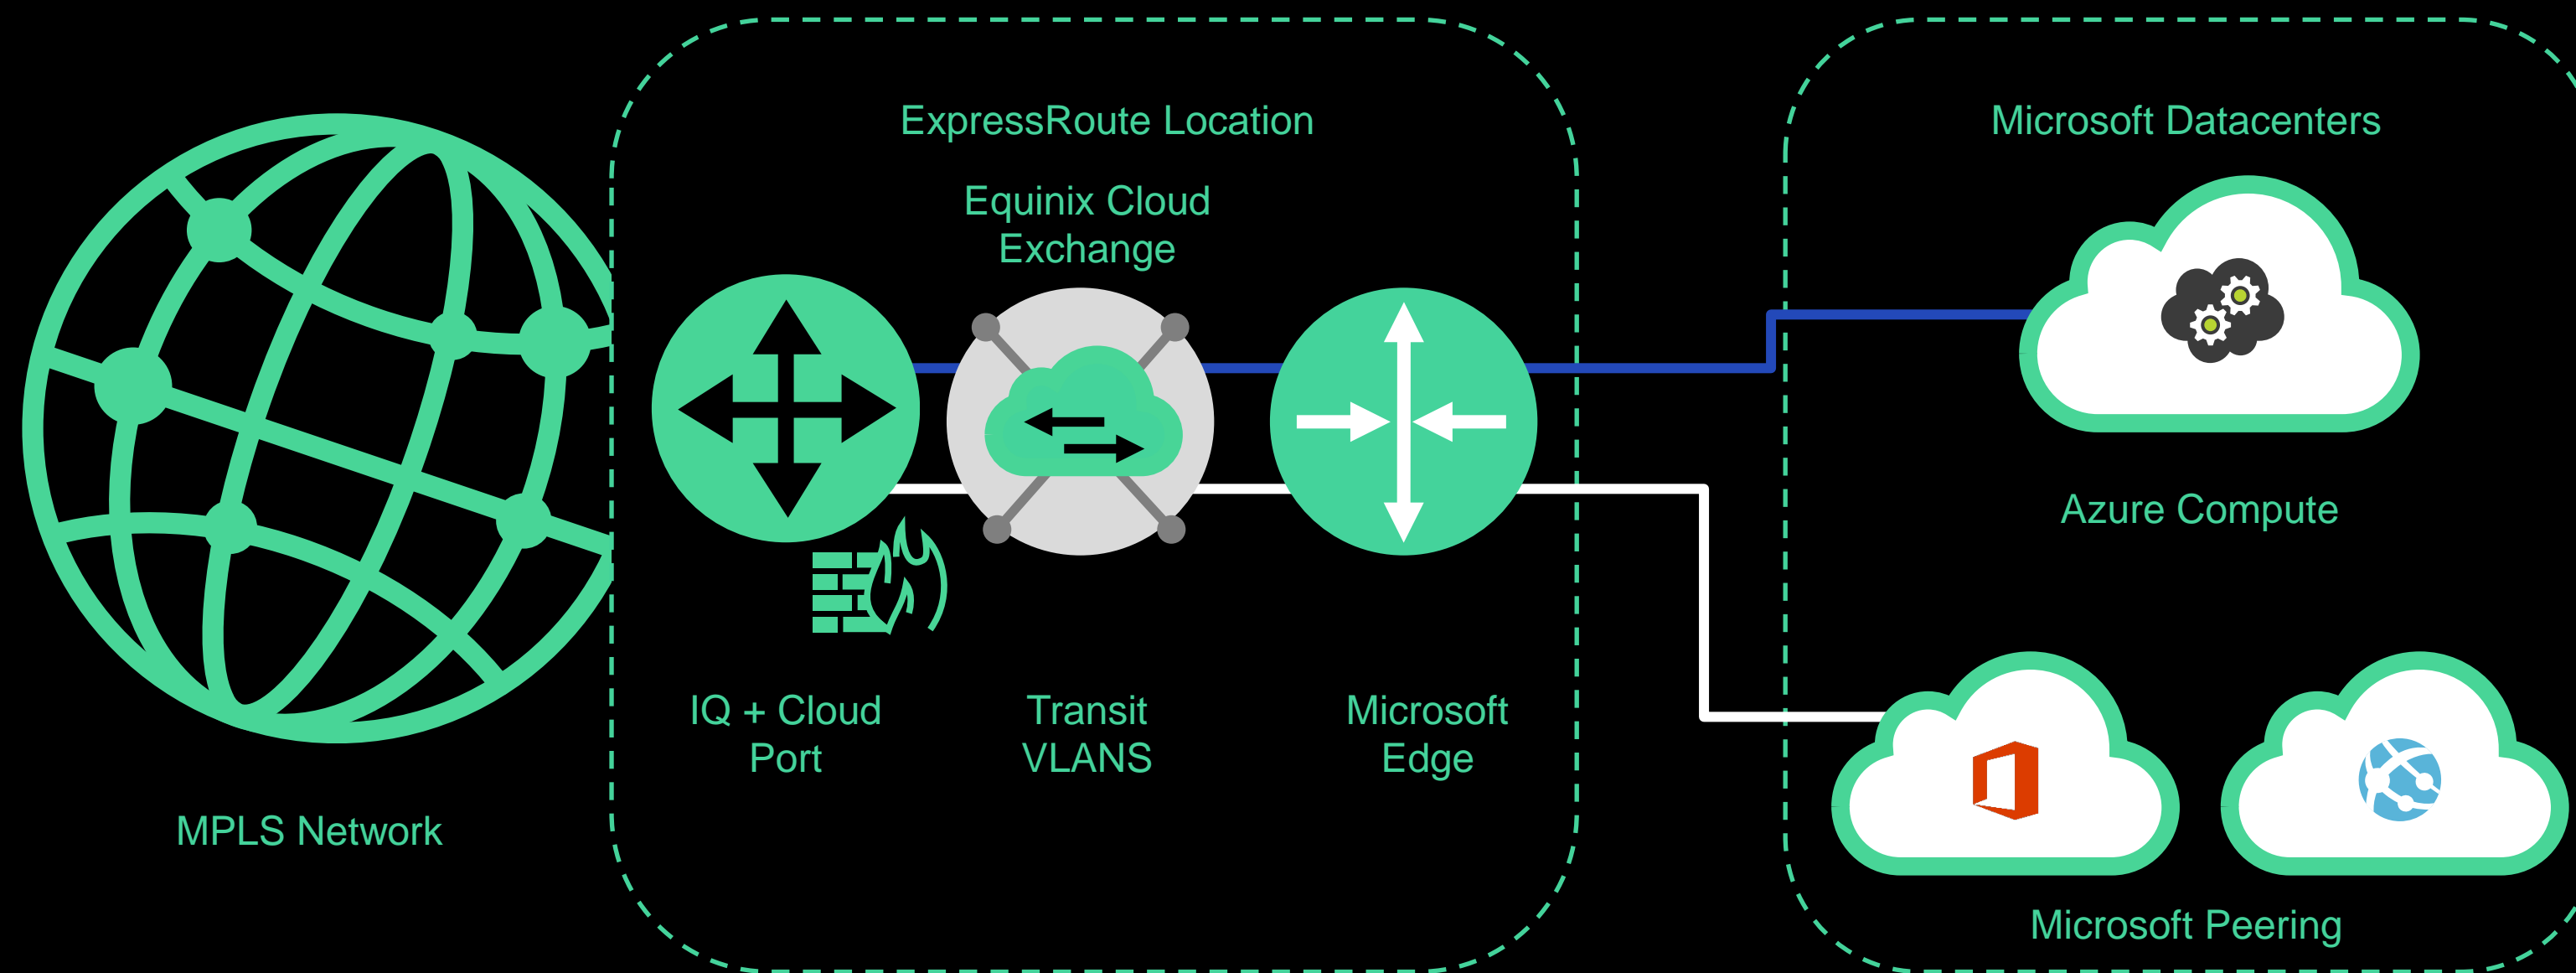 ExpressRoute Location
Microsoft Datacenters
Equinix Cloud
Exchange
Azure Compute
IQ + Cloud
Port
Transit
VLANS
Microsoft
Edge
MPLS Network
Microsoft Peering